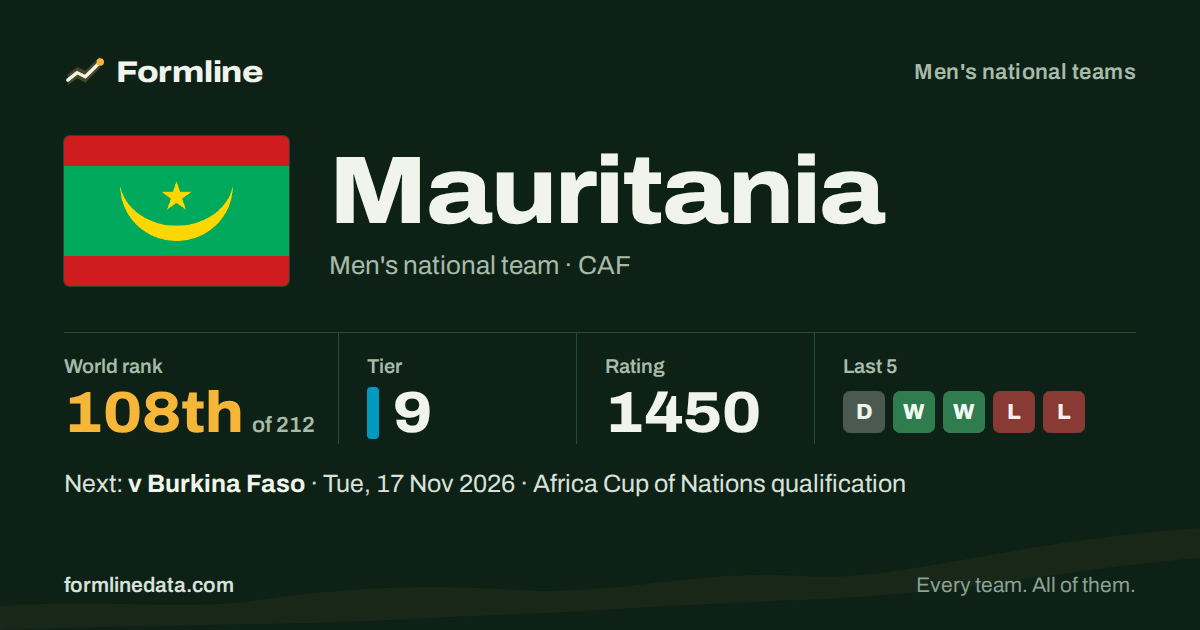 Formline
Men's national teams
Mauritania
Men's national team · CAF
World rank
108th of 212
Tier
9
Rating
1450
Last 5
D W W L L
Next: v Burkina Faso · Tue, 17 Nov 2026 · Africa Cup of Nations qualification
formlinedata.com
Every team. All of them.